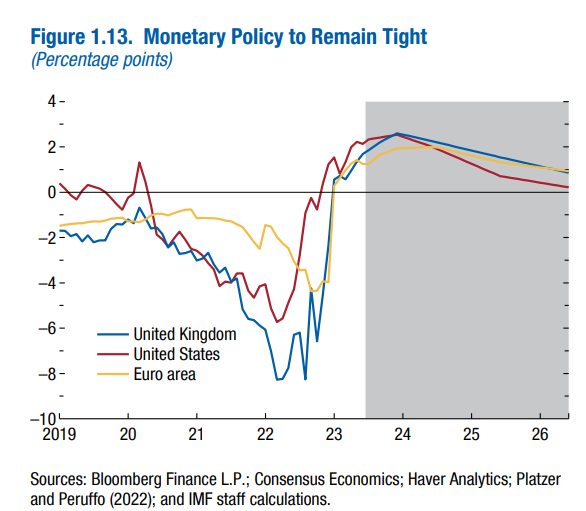 Figure 1.13. Monetary Policy to Remain Tight
(Percentage points)
4
2
0
–2
–4
–6
–8
–10
United Kingdom
United States
Euro area
2019 20 21 22 23 24 25 26
Sources: Bloomberg Finance L.P.; Consensus Economics; Haver Analytics; Platzer
and Peruffo (2022); and IMF staff calculations.